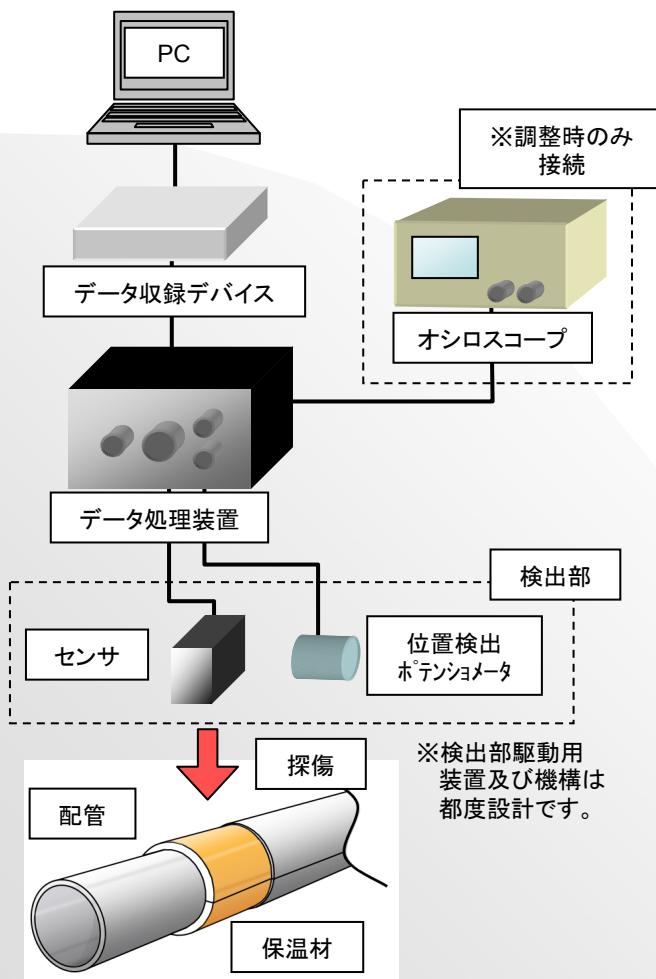 PC
※調整時のみ
接続
データ収録デバイス
オシロスコープ
データ処理装置
検出部
センサ
位置検出
ﾎﾟﾃﾝｼｮﾒｰﾀ
※検出部駆動用
装置及び機構は
都度設計です。
探傷
配管
保温材